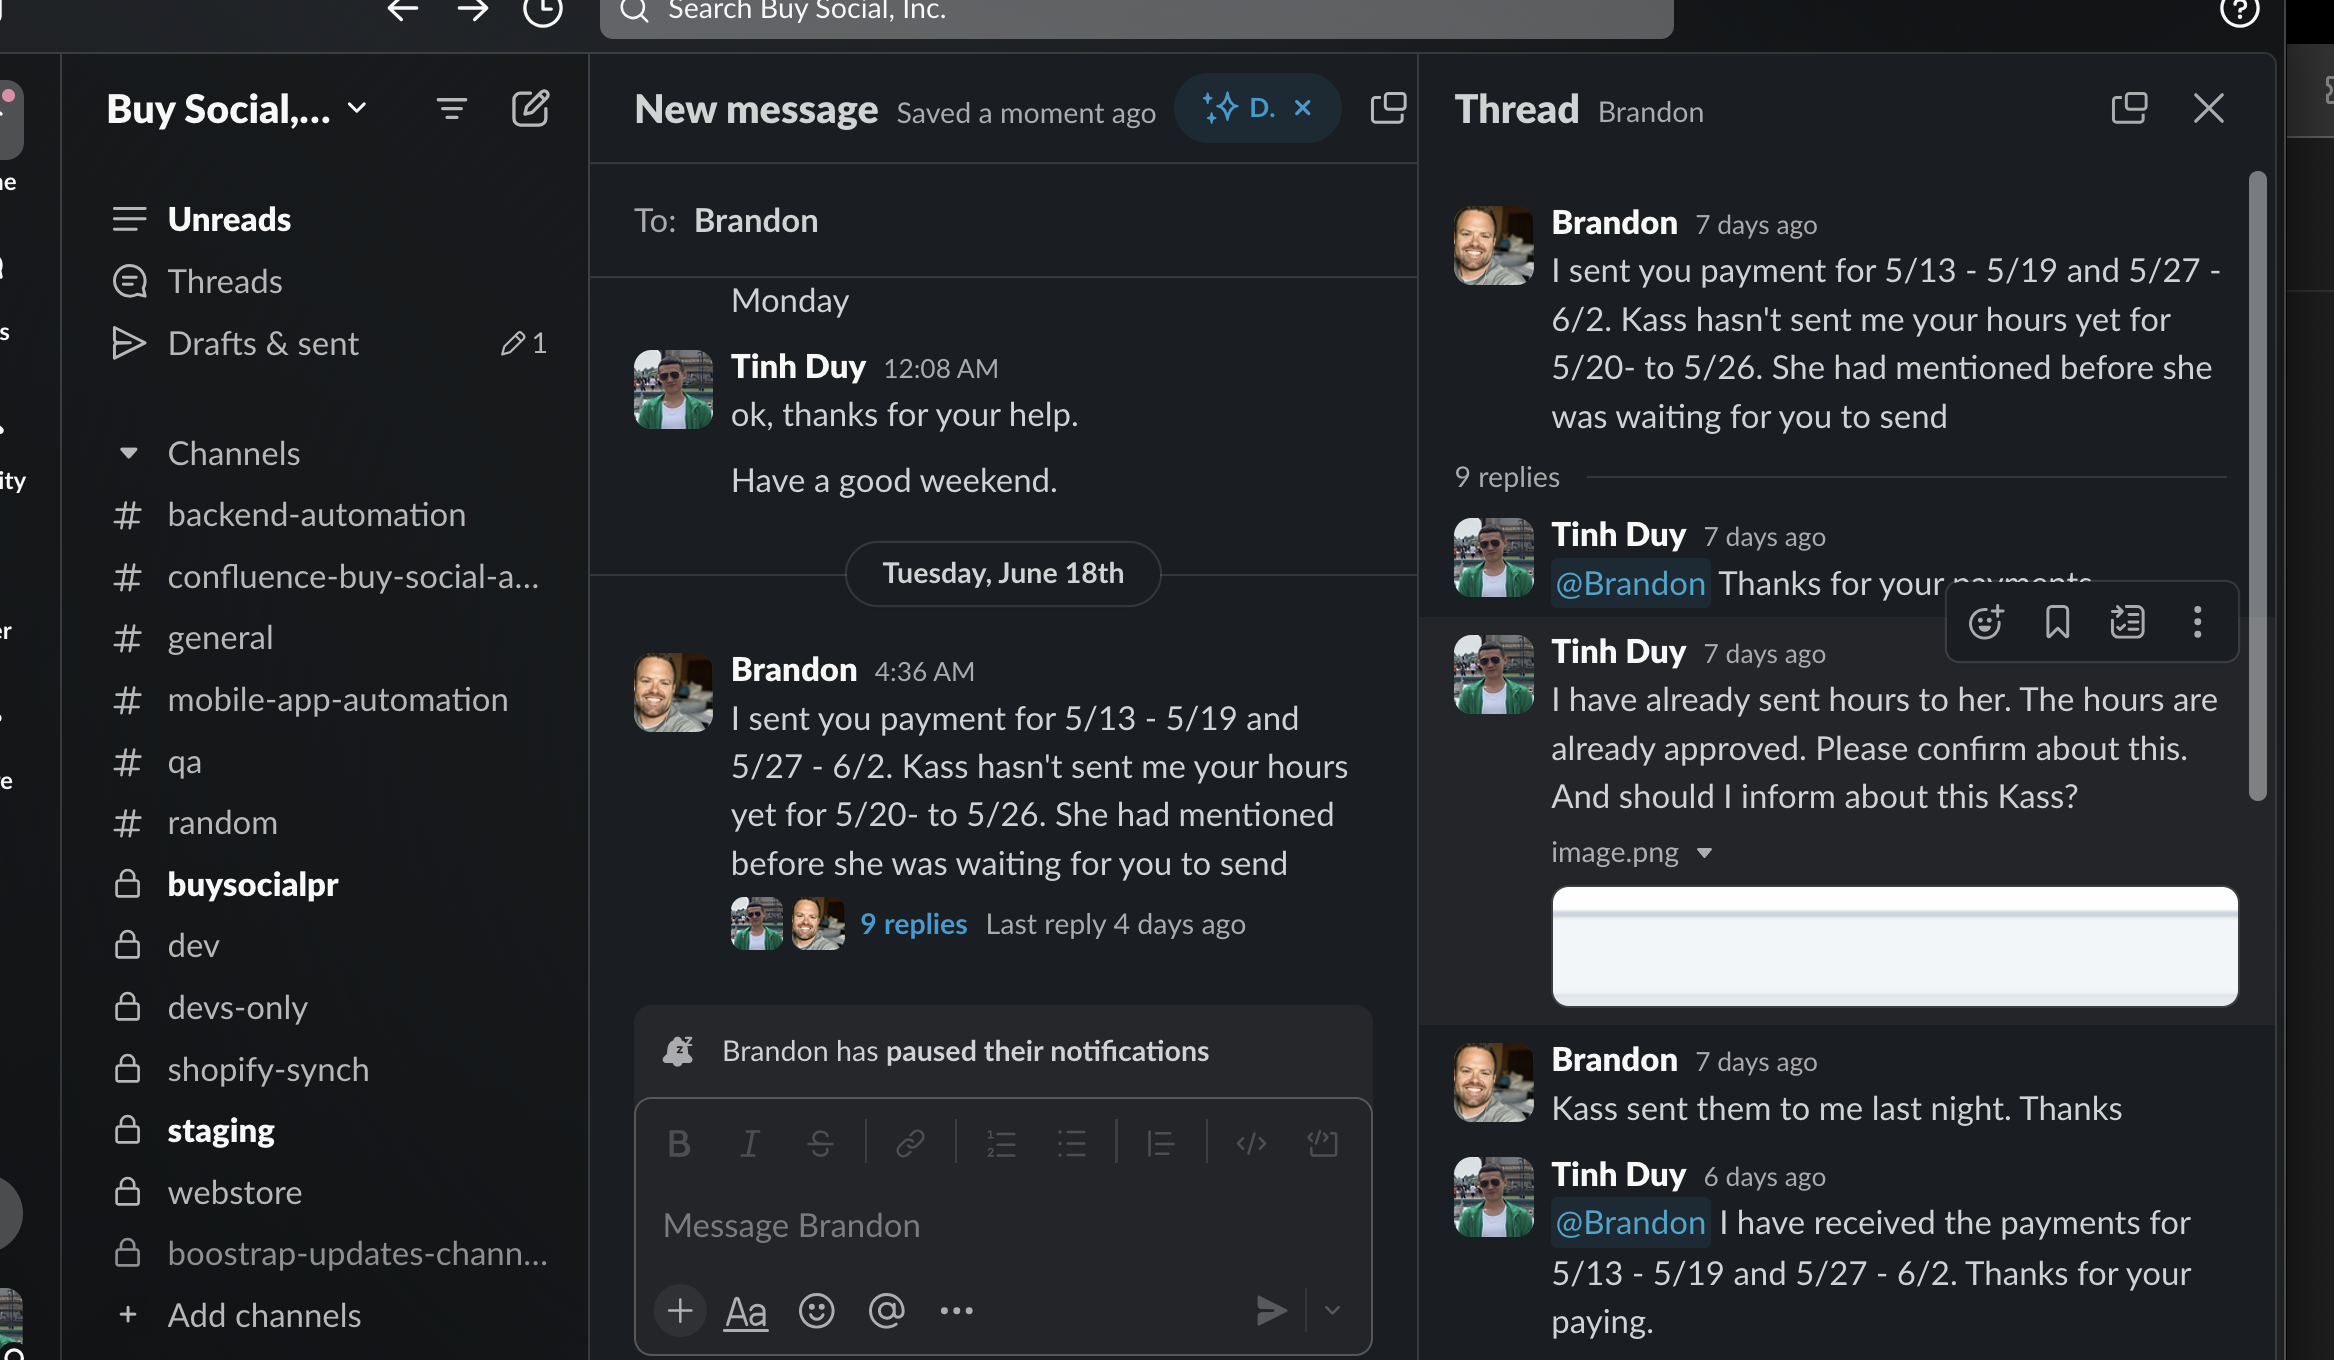 Search Buy Social, Inc.
Buy Social,...
Unreads
Threads
Drafts & sent
1
Channels
# backend-automation
# confluence-buy-social-a...
# general
# mobile-app-automation
# qa
# random
buysocialpr
dev
devs-only
shopify-synch
staging
webstore
boostrap-updates-chann...
+ Add channels
New message Saved a moment ago D. ×
To: Brandon
Monday
Tinh Duy 12:08 AM
ok, thanks for your help.
Have a good weekend.
Tuesday, June 18th
Brandon 4:36 AM
I sent you payment for 5/13 - 5/19 and
5/27 - 6/2. Kass hasn't sent me your hours
yet for 5/20- to 5/26. She had mentioned
before she was waiting for you to send
9 replies Last reply 4 days ago
Brandon has paused their notifications
Message Brandon
Aa
Thread Brandon
Brandon 7 days ago
I sent you payment for 5/13 - 5/19 and 5/27 -
6/2. Kass hasn't sent me your hours yet for
5/20- to 5/26. She had mentioned before she
was waiting for you to send
9 replies
Tinh Duy 7 days ago
@Brandon Thanks for your payments
Tinh Duy 7 days ago
I have already sent hours to her. The hours are
already approved. Please confirm about this.
And should I inform about this Kass?
image.png
Brandon 7 days ago
Kass sent them to me last night. Thanks
Tinh Duy 6 days ago
@Brandon I have received the payments for
5/13 - 5/19 and 5/27 - 6/2. Thanks for your
paying.